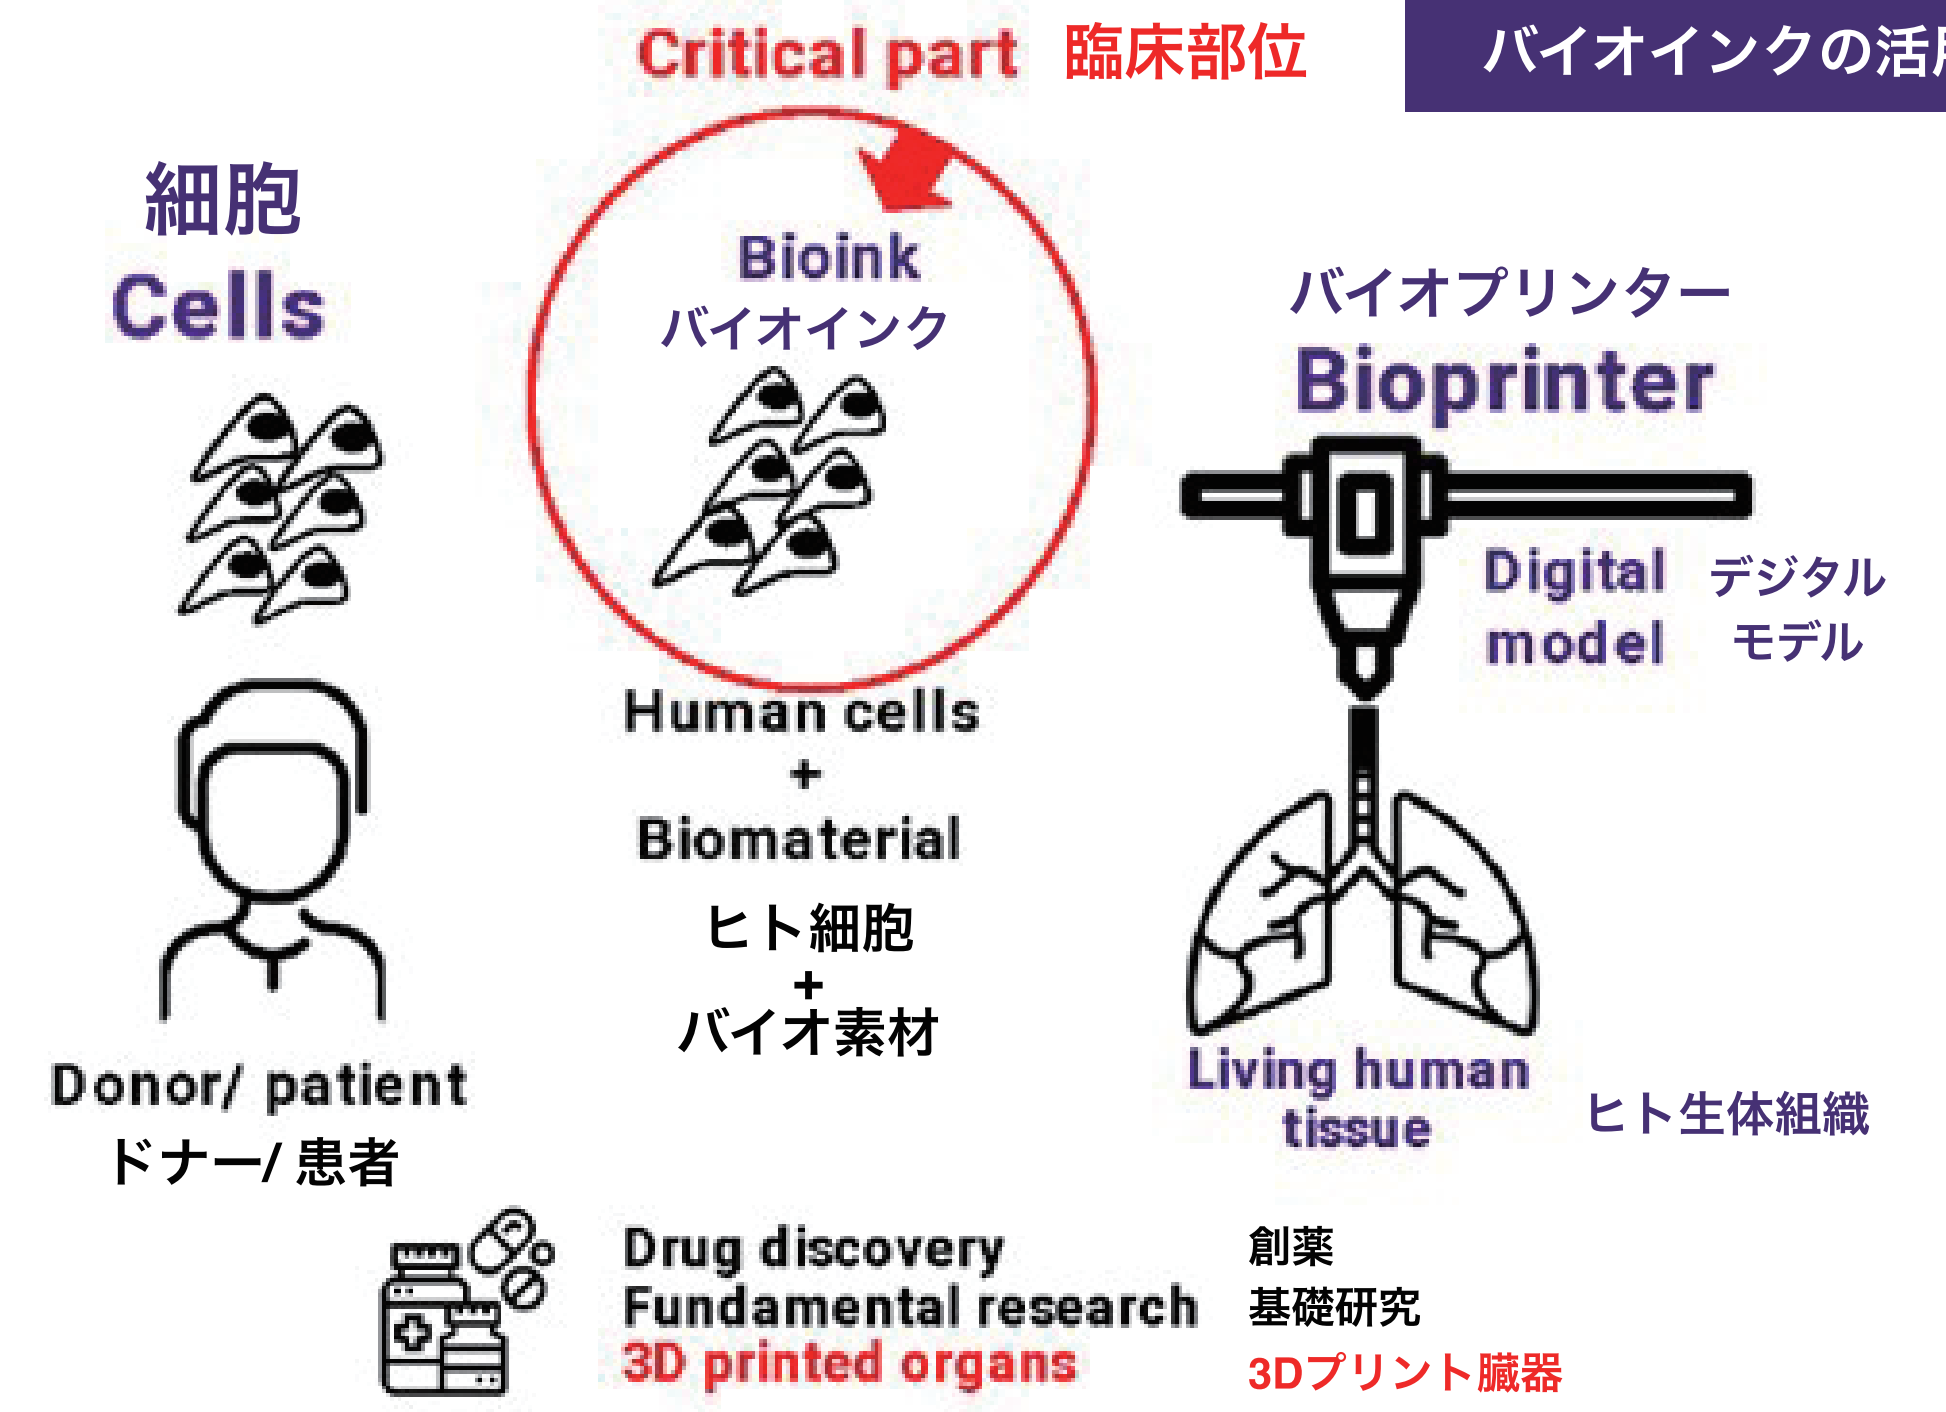 Critical part 臨床部位
バイオインクの活
細胞
Cells
Bioink
バイオインク
バイオプリンター
Bioprinter
Digital
model
デジタル
モデル
Human cells
+
Biomaterial
ヒト細胞
+
バイオ素材
Donor/ patient
ドナー/ 患者
Living human
tissue
ヒト生体組織
Drug discovery
Fundamental research
3D printed organs
創薬
基礎研究
3Dプリント臓器